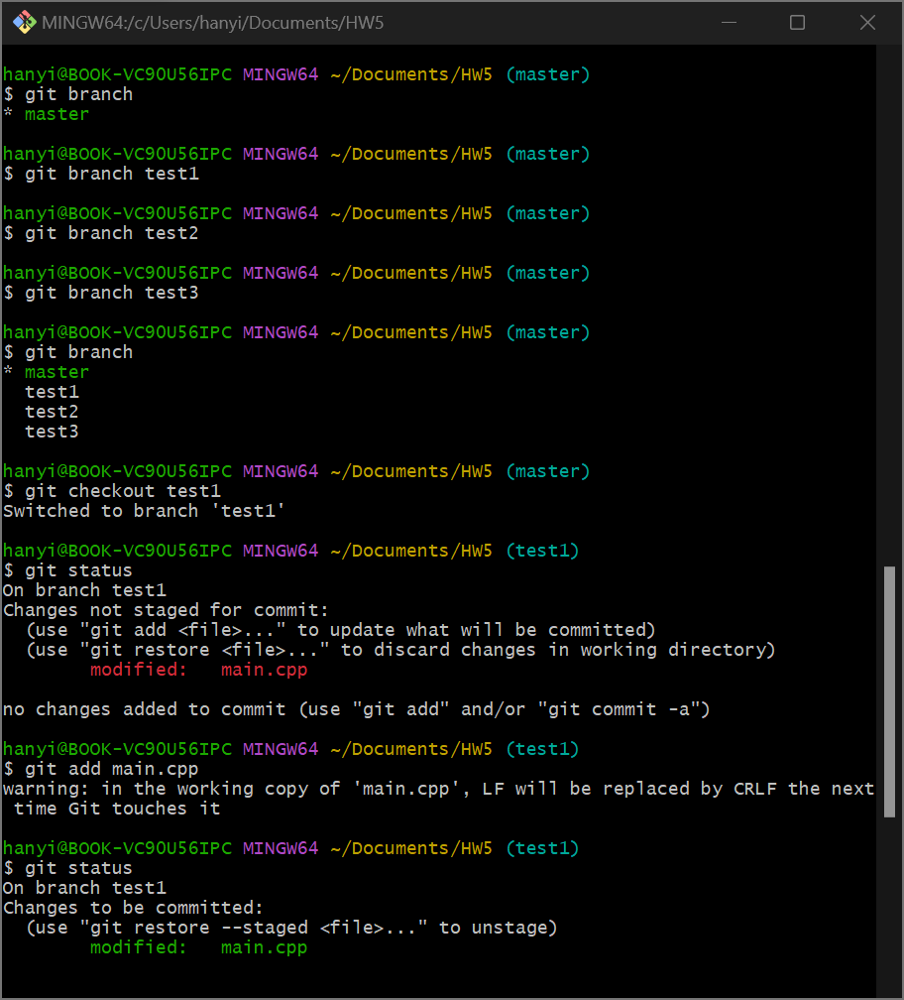 MINGW64:/c/Users/hanyi/Documents/HW5
hanyi@BOOK-VC9OU56IPC MINGW64 ~/Documents/HW5 (master)
$ git branch
* master
hanyi@BOOK-VC9OU56IPC MINGW64 ~/Documents/HW5 (master)
$ git branch test1
hanyi@BOOK-VC9OU56IPC MINGW64 ~/Documents/HW5 (master)
$ git branch test2
hanyi@BOOK-VC9OU56IPC MINGW64 ~/Documents/HW5 (master)
$ git branch test3
hanyi@BOOK-VC9OU56IPC MINGW64 ~/Documents/HW5 (master)
$ git branch
* master
  test1
  test2
  test3
hanyi@BOOK-VC9OU56IPC MINGW64 ~/Documents/HW5 (master)
$ git checkout test1
Switched to branch 'test1'
hanyi@BOOK-VC9OU56IPC MINGW64 ~/Documents/HW5 (test1)
$ git status
On branch test1
Changes not staged for commit:
  (use "git add <file>..." to update what will be committed)
  (use "git restore <file>..." to discard changes in working directory)
        modified:   main.cpp
no changes added to commit (use "git add" and/or "git commit -a")
hanyi@BOOK-VC9OU56IPC MINGW64 ~/Documents/HW5 (test1)
$ git add main.cpp
warning: in the working copy of 'main.cpp', LF will be replaced by CRLF the next
 time Git touches it
hanyi@BOOK-VC9OU56IPC MINGW64 ~/Documents/HW5 (test1)
$ git status
On branch test1
Changes to be committed:
  (use "git restore --staged <file>..." to unstage)
        modified:   main.cpp